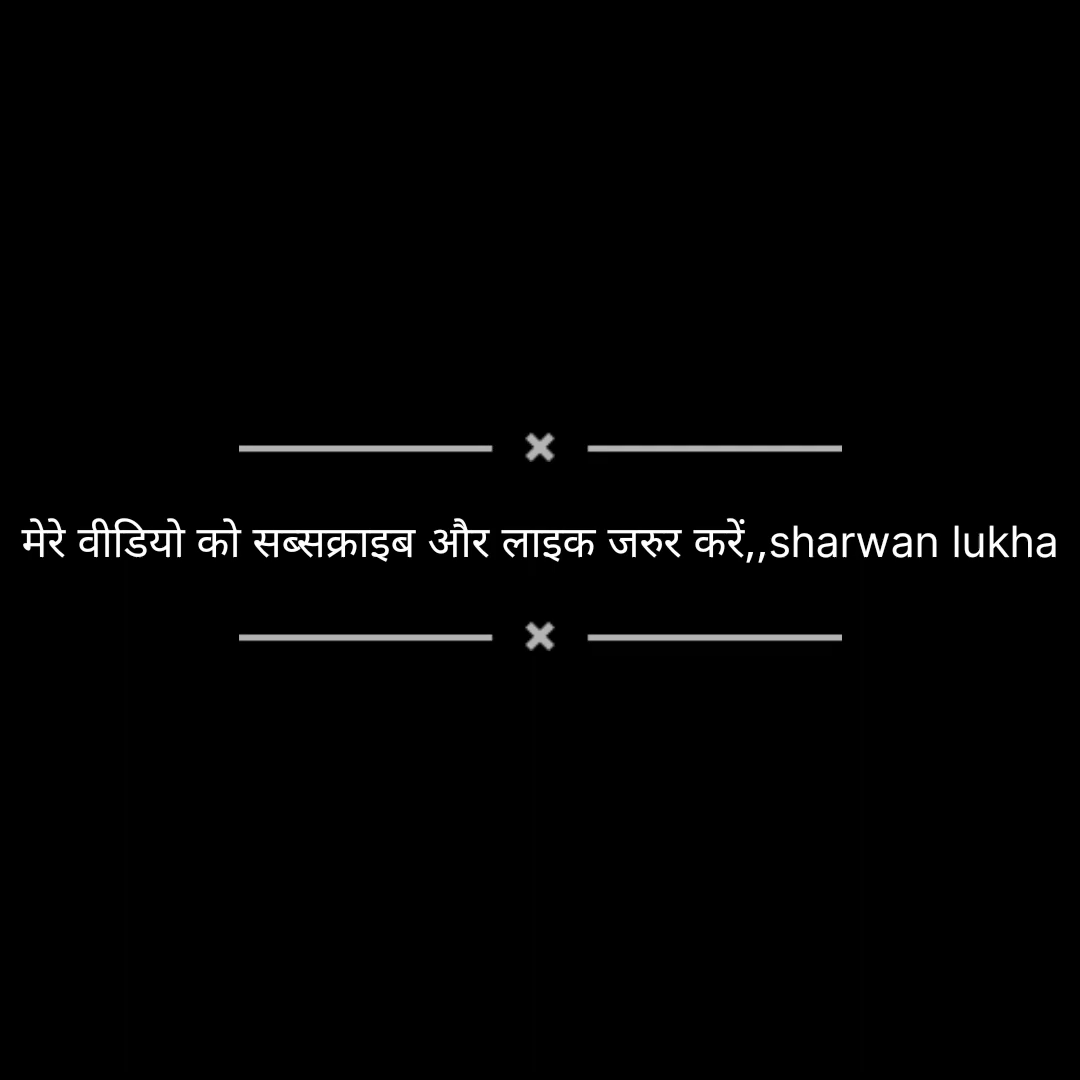 मेरे वीडियो को सब्सक्राइब और लाइक जरुर करें,,sharwan lukha